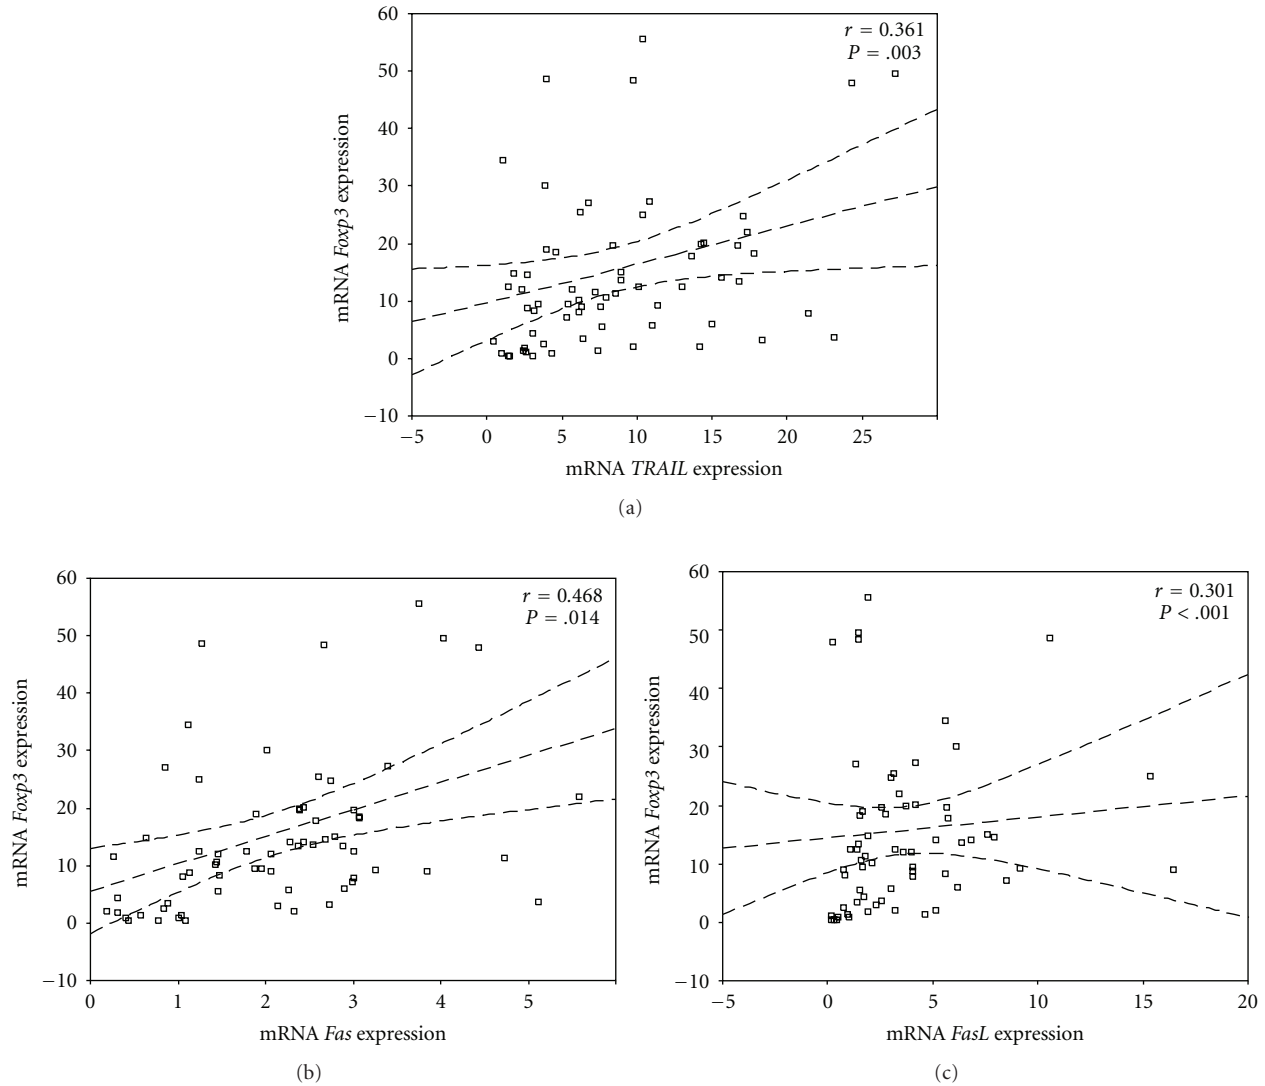 60
50
40
30
20
10
0
−10
mRNA Foxp3 expression
r = 0.361
P = .003
−5 0 5 10 15 20 25
mRNA TRAIL expression
(a)
60
50
40
30
20
10
0
−10
mRNA Foxp3 expression
r = 0.468
P = .014
0 1 2 3 4 5
mRNA Fas expression
(b)
60
50
40
30
20
10
0
−10
mRNA Foxp3 expression
r = 0.301
P < .001
−5 0 5 10 15 20
mRNA FasL expression
(c)